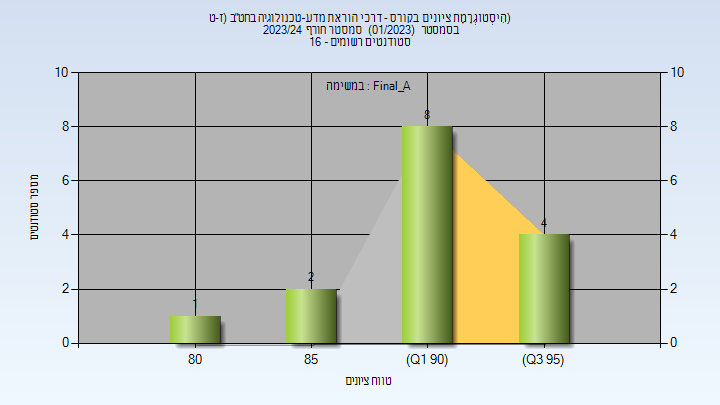 (היסטוגרמת ציונים בקורס - דרכי הוראת מדע-טכנולוגיה בחט"ב (ז-ט
בסמסטר (01/2023) סמסטר חורף 2023/24
סטודנטים רשומים - 16
במשימה : Final_A
10 10
8 8
6 6
4 4
2 2
0 0
1 2 8 4
80 85 (Q1 90) (Q3 95)
מספר סטודנטים
טווח ציונים